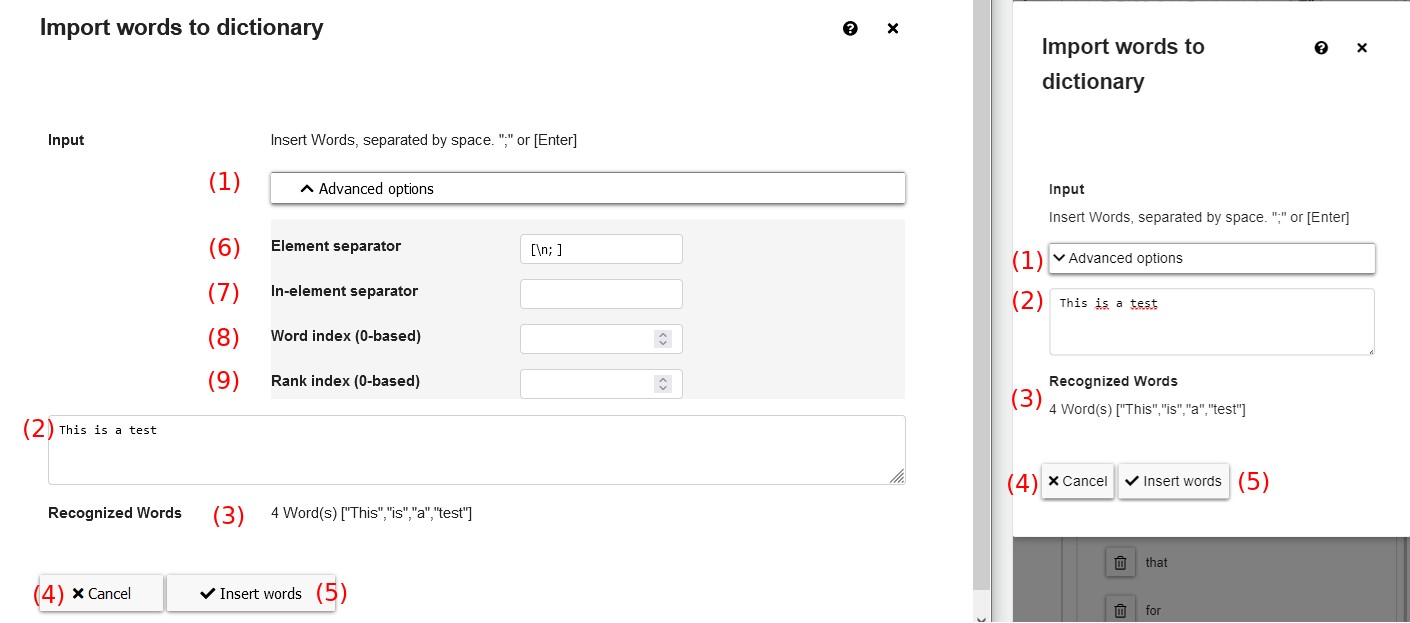 Import words to dictionary
Input
Insert Words, separated by space. ";" or [Enter]
(1)
Advanced options
(6)
Element separator
[\n; ]
(7)
In-element separator
(8)
Word index (0-based)
(9)
Rank index (0-based)
(2)
This is a test
Recognized Words
(3)
4 Word(s) ["This","is","a","test"]
(4)
Cancel
Insert words
(5)
Import words to
dictionary
Input
Insert Words, separated by space. ";" or [Enter]
(1)
Advanced options
(2)
This is a test
Recognized Words
(3)
4 Word(s) ["This","is","a","test"]
(4)
Cancel
Insert words
(5)
that
for